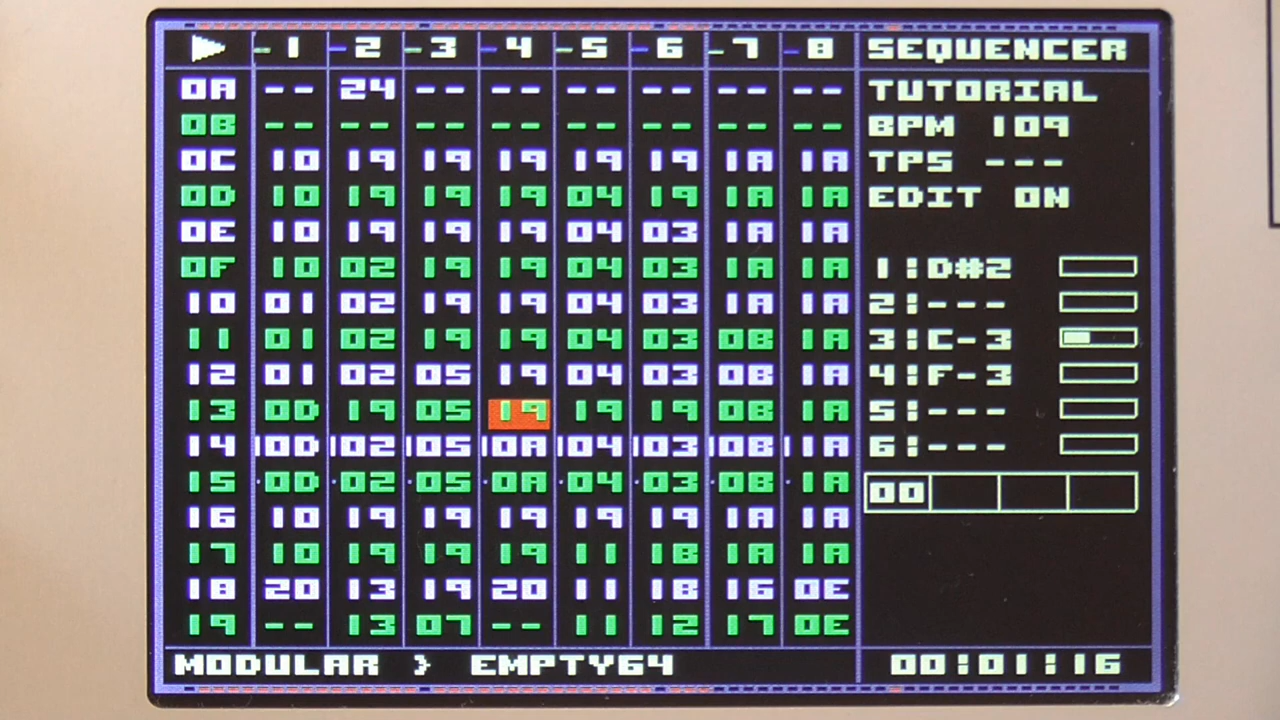 1 2 3 4 5 6 7 8 SEQUENCER
0A -- 24 -- -- -- -- -- -- TUTORIAL
0B -- -- -- -- -- -- -- -- BPM 109
0C 10 19 19 19 19 19 1A 1A TPS ---
0D 10 19 19 19 04 19 1A 1A EDIT ON
0E 10 19 19 19 04 03 1A 1A
0F 10 02 19 19 04 03 1A 1A 1:D#2
10 01 02 19 19 04 03 1A 1A 2:---
11 01 02 19 19 04 03 0B 1A 3:C-3
12 01 02 05 19 04 03 0B 1A 4:F-3
13 0D 19 05 19 19 19 0B 1A 5:---
14 0D 02 05 0A 04 03 0B 1A 6:---
15 0D 02 05 0A 04 03 0B 1A 00
16 10 19 19 19 19 19 1A 1A
17 10 19 19 19 11 1B 1A 1A
18 20 13 19 20 11 18 16 0E
19 -- 13 07 -- 11 12 17 0E
MODULAR > EMPTY64 00:01:16